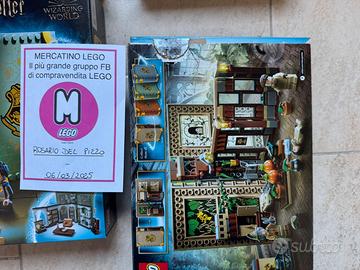 WIZARDING
WORLD
MERCATINO LEGO
Il più grande gruppo FB
di compravendita LEGO
M
LEGO
ROSARIO DEL PIZZO
-
06/03/2025
subito